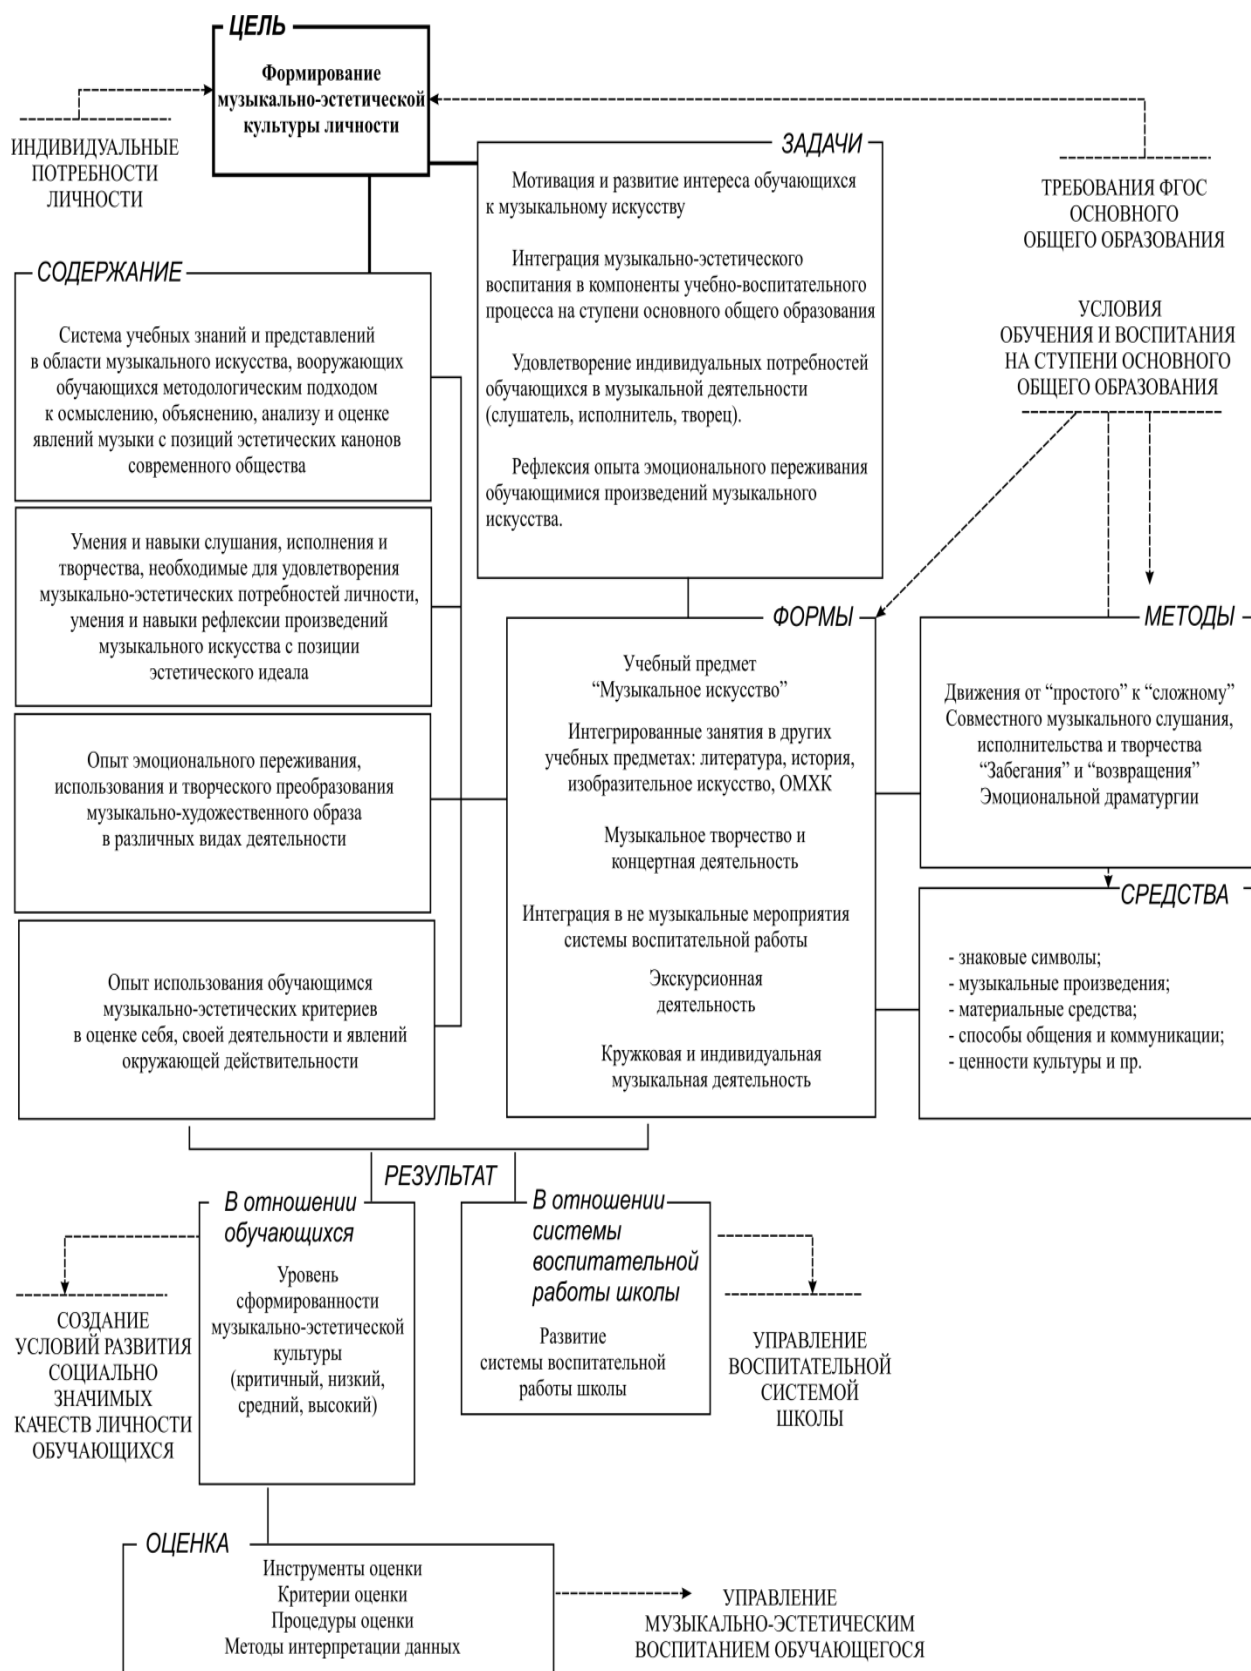 ЦЕЛЬ
Формирование
музыкально-эстетической
культуры личности
ИНДИВИДУАЛЬНЫЕ
ПОТРЕБНОСТИ
ЛИЧНОСТИ
ЗАДАЧИ
Мотивация и развитие интереса обучающихся
к музыкальному искусству
Интеграция музыкально-эстетического
воспитания в компоненты учебно-воспитательного
процесса на ступени основного общего образования
Удовлетворение индивидуальных потребностей
обучающихся в музыкальной деятельности
(слушатель, исполнитель, творец).
Рефлексия опыта эмоционального переживания
обучающимися произведений музыкального
искусства.
ТРЕБОВАНИЯ ФГОС
ОСНОВНОГО
ОБЩЕГО ОБРАЗОВАНИЯ
УСЛОВИЯ
ОБУЧЕНИЯ И ВОСПИТАНИЯ
НА СТУПЕНИ ОСНОВНОГО
ОБЩЕГО ОБРАЗОВАНИЯ
СОДЕРЖАНИЕ
Система учебных знаний и представлений
в области музыкального искусства, вооружающих
обучающихся методологическим подходом
к осмыслению, объяснению, анализу и оценке
явлений музыки с позиций эстетических канонов
современного общества
Умения и навыки слушания, исполнения и
творчества, необходимые для удовлетворения
музыкально-эстетических потребностей личности,
умения и навыки рефлексии произведений
музыкального искусства с позиции
эстетического идеала
Опыт эмоционального переживания,
использования и творческого преобразования
музыкально-художественного образа
в различных видах деятельности
Опыт использования обучающимся
музыкально-эстетических критериев
в оценке себя, своей деятельности и явлений
окружающей действительности
ФОРМЫ
Учебный предмет
“Музыкальное искусство”
Интегрированные занятия в других
учебных предметах: литература, история,
изобразительное искусство, ОМХК
Музыкальное творчество и
концертная деятельность
Интеграция в не музыкальные мероприятия
системы воспитательной работы
Экскурсионная
деятельность
Кружковая и индивидуальная
музыкальная деятельность
МЕТОДЫ
Движения от “простого” к “сложному”
Совместного музыкального слушания,
исполнительства и творчества
“Забегания” и “возвращения”
Эмоциональной драматургии
СРЕДСТВА
- знаковые символы;
- музыкальные произведения;
- материальные средства;
- способы общения и коммуникации;
- ценности культуры и пр.
РЕЗУЛЬТАТ
В отношении
обучающихся
Уровень
сформированности
музыкально-эстетической
культуры
(критичный, низкий,
средний, высокий)
В отношении
системы
воспитательной
работы школы
Развитие
системы воспитательной
работы школы
СОЗДАНИЕ
УСЛОВИЙ РАЗВИТИЯ
СОЦИАЛЬНО
ЗНАЧИМЫХ
КАЧЕСТВ ЛИЧНОСТИ
ОБУЧАЮЩИХСЯ
УПРАВЛЕНИЕ
ВОСПИТАТЕЛЬНОЙ
СИСТЕМОЙ
ШКОЛЫ
ОЦЕНКА
Инструменты оценки
Критерии оценки
Процедуры оценки
Методы интерпретации данных
УПРАВЛЕНИЕ
МУЗЫКАЛЬНО-ЭСТЕТИЧЕСКИМ
ВОСПИТАНИЕМ ОБУЧАЮЩЕГОСЯ